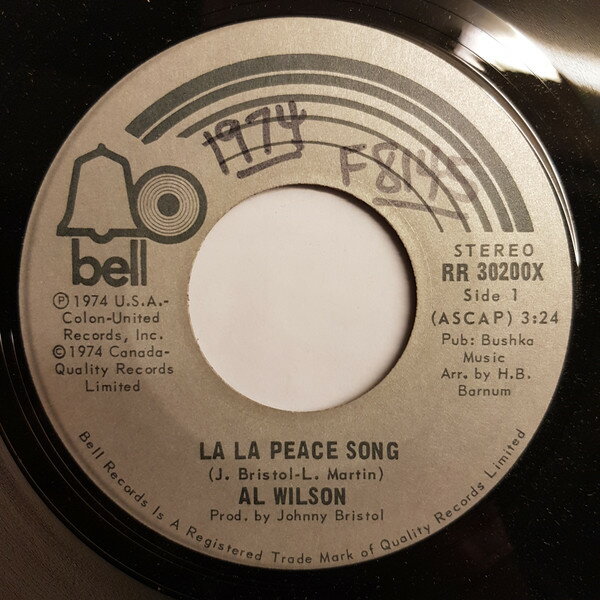 1974
F8145
bell
STEREO
RR 30200X
Side 1
(ASCAP) 3:24
Pub: Bushka
Music
Arr. by H.B.
Barnum
℗ 1974 U.S.A.-
Colon-United
Records, Inc.
© 1974 Canada-
Quality Records
Limited
LA LA PEACE SONG
(J. Bristol-L. Martin)
AL WILSON
Prod. by Johnny Bristol
Bell Records Is A Registered Trade Mark of Quality Records Limited